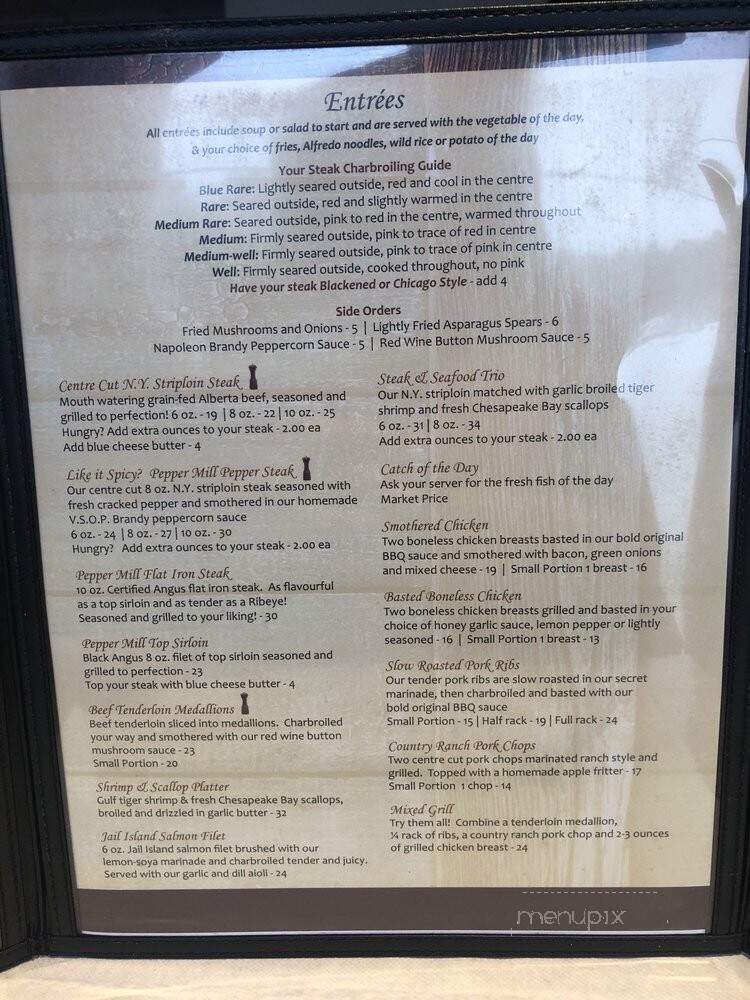 Entrées
All entrées include soup or salad to start and are served with the vegetable of the day,
& your choice of fries, Alfredo noodles, wild rice or potato of the day
Your Steak Charbroiling Guide
Blue Rare: Lightly seared outside, red and cool in the centre
Rare: Seared outside, red and slightly warmed in the centre
Medium Rare: Seared outside, pink to red in the centre, warmed throughout
Medium: Firmly seared outside, pink to trace of red in centre
Medium-well: Firmly seared outside, pink to trace of pink in centre
Well: Firmly seared outside, cooked throughout, no pink
Have your steak Blackened or Chicago Style - add 4
Side Orders
Fried Mushrooms and Onions - 5 | Lightly Fried Asparagus Spears - 6
Napoleon Brandy Peppercorn Sauce - 5 | Red Wine Button Mushroom Sauce - 5
Centre Cut N.Y. Striploin Steak
Mouth watering grain-fed Alberta beef, seasoned and
grilled to perfection! 6 oz. - 19 | 8 oz. - 22 | 10 oz. - 25
Hungry? Add extra ounces to your steak - 2.00 ea
Add blue cheese butter - 4
Like it Spicy? Pepper Mill Pepper Steak
Our centre cut 8 oz. N.Y. striploin steak seasoned with
fresh cracked pepper and smothered in our homemade
V.S.O.P. Brandy peppercorn sauce
6 oz. - 24 | 8 oz. - 27 | 10 oz. - 30
Hungry? Add extra ounces to your steak - 2.00 ea
Pepper Mill Flat Iron Steak
10 oz. Certified Angus flat iron steak. As flavourful
as a top sirloin and as tender as a Ribeye!
Seasoned and grilled to your liking! - 30
Pepper Mill Top Sirloin
Black Angus 8 oz. filet of top sirloin seasoned and
grilled to perfection - 23
Top your steak with blue cheese butter - 4
Beef Tenderloin Medallions
Beef tenderloin sliced into medallions. Charbroiled
your way and smothered with our red wine button
mushroom sauce - 23
Small Portion - 20
Shrimp & Scallop Platter
Gulf tiger shrimp & fresh Chesapeake Bay scallops,
broiled and drizzled in garlic butter - 32
Jail Island Salmon Filet
6 oz. Jail Island salmon filet brushed with our
lemon-soya marinade and charbroiled tender and juicy.
Served with our garlic and dill aioli - 24
Steak & Seafood Trio
Our N.Y. striploin matched with garlic broiled tiger
shrimp and fresh Chesapeake Bay scallops
6 oz. - 31 | 8 oz. - 34
Add extra ounces to your steak - 2.00 ea
Catch of the Day
Ask your server for the fresh fish of the day
Market Price
Smothered Chicken
Two boneless chicken breasts basted in our bold original
BBQ sauce and smothered with bacon, green onions
and mixed cheese - 19 | Small Portion 1 breast - 16
Basted Boneless Chicken
Two boneless chicken breasts grilled and basted in your
choice of honey garlic sauce, lemon pepper or lightly
seasoned - 16 | Small Portion 1 breast - 13
Slow Roasted Pork Ribs
Our tender pork ribs are slow roasted in our secret
marinade, then charbroiled and basted with our
bold original BBQ sauce
Small Portion - 15 | Half rack - 19 | Full rack - 24
Country Ranch Pork Chops
Two centre cut pork chops marinated ranch style and
grilled. Topped with a homemade apple fritter - 17
Small Portion 1 chop - 14
Mixed Grill
Try them all! Combine a tenderloin medallion,
¼ rack of ribs, a country ranch pork chop and 2-3 ounces
of grilled chicken breast - 24
menupix